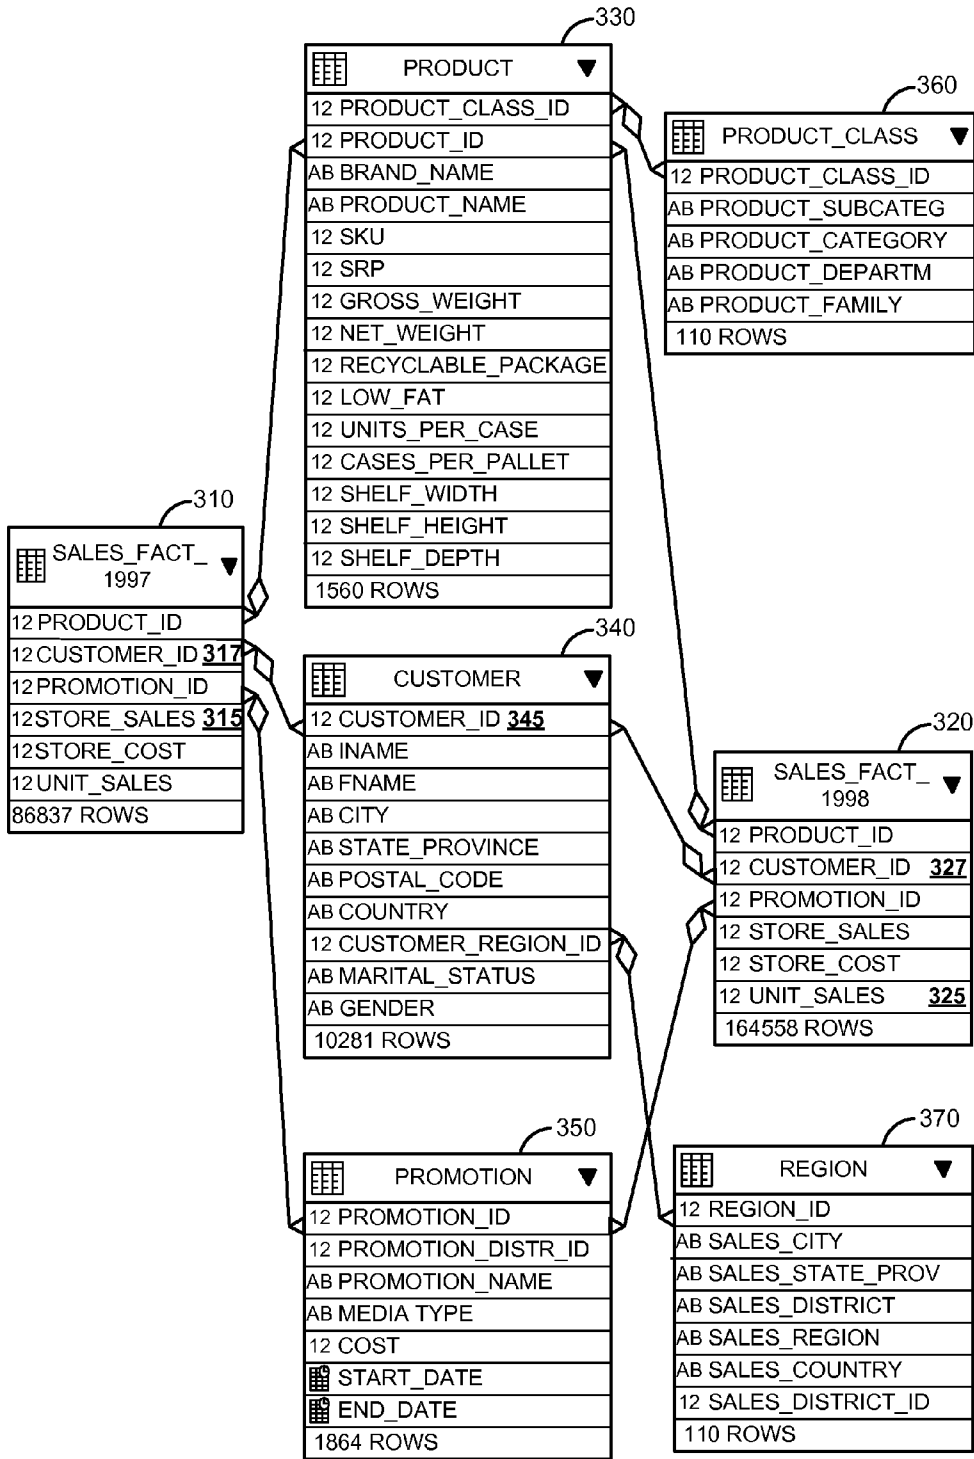 330
PRODUCT
12 PRODUCT_CLASS_ID
12 PRODUCT_ID
AB BRAND_NAME
AB PRODUCT_NAME
12 SKU
12 SRP
12 GROSS_WEIGHT
12 NET_WEIGHT
12 RECYCLABLE_PACKAGE
12 LOW_FAT
12 UNITS_PER_CASE
12 CASES_PER_PALLET
12 SHELF_WIDTH
12 SHELF_HEIGHT
12 SHELF_DEPTH
1560 ROWS
360
PRODUCT_CLASS
12 PRODUCT_CLASS_ID
AB PRODUCT_SUBCATEG
AB PRODUCT_CATEGORY
AB PRODUCT_DEPARTM
AB PRODUCT_FAMILY
110 ROWS
310
SALES_FACT_
1997
12 PRODUCT_ID
12 CUSTOMER_ID 317
12 PROMOTION_ID
12 STORE_SALES 315
12 STORE_COST
12 UNIT_SALES
86837 ROWS
340
CUSTOMER
12 CUSTOMER_ID 345
AB INAME
AB FNAME
AB CITY
AB STATE_PROVINCE
AB POSTAL_CODE
AB COUNTRY
12 CUSTOMER_REGION_ID
AB MARITAL_STATUS
AB GENDER
10281 ROWS
320
SALES_FACT_
1998
12 PRODUCT_ID
12 CUSTOMER_ID 327
12 PROMOTION_ID
12 STORE_SALES
12 STORE_COST
12 UNIT_SALES 325
164558 ROWS
350
PROMOTION
12 PROMOTION_ID
12 PROMOTION_DISTR_ID
AB PROMOTION_NAME
AB MEDIA TYPE
12 COST
START_DATE
END_DATE
1864 ROWS
370
REGION
12 REGION_ID
AB SALES_CITY
AB SALES_STATE_PROV
AB SALES_DISTRICT
AB SALES_REGION
AB SALES_COUNTRY
12 SALES_DISTRICT_ID
110 ROWS